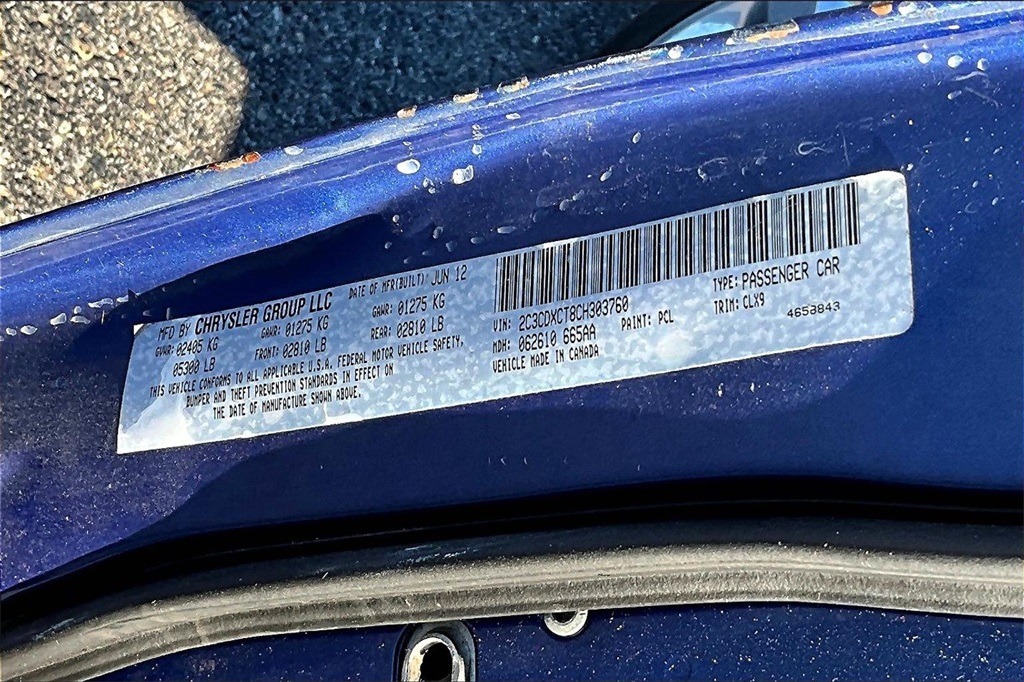 MFD BY CHRYSLER GROUP LLC DATE OF MFR(BUILT) JUN 12
GVWR: 02405 KG GAWR: 01275 KG GAWR: 01275 KG
05300 LB FRONT: 02810 LB REAR: 02810 LB
THIS VEHICLE CONFORMS TO ALL APPLICABLE U.S.A. FEDERAL MOTOR VEHICLE SAFETY,
BUMPER AND THEFT PREVENTION STANDARDS IN EFFECT ON
THE DATE OF MANUFACTURE SHOWN ABOVE.
VIN: 2C3CDXCT8CH303760 TYPE: PASSENGER CAR
MDH: 062610 665AA PAINT: PCL TRIM: CLX9
VEHICLE MADE IN CANADA 4658843